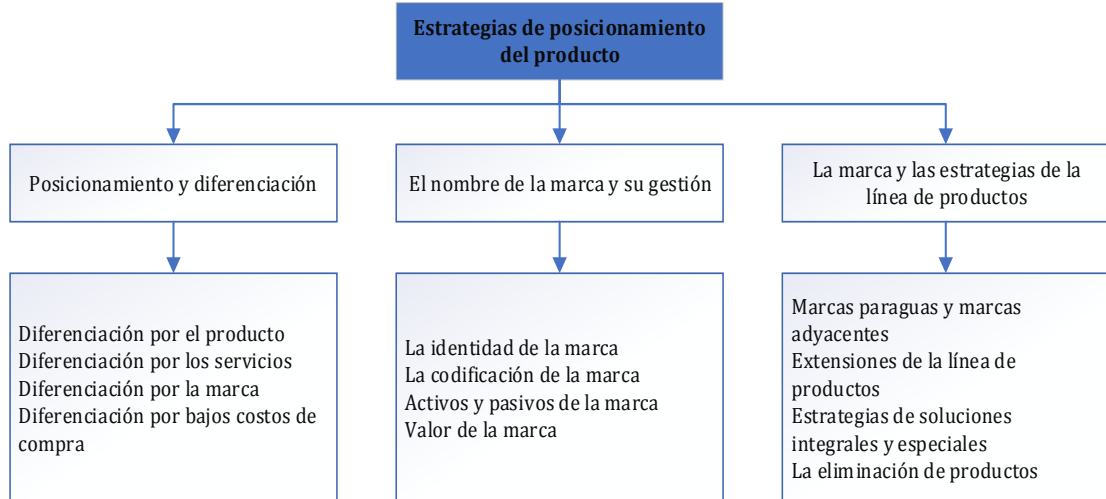 Estrategias de posicionamiento
del producto
Posicionamiento y diferenciación
El nombre de la marca y su gestión
La marca y las estrategias de la
línea de productos
Diferenciación por el producto
Diferenciación por los servicios
Diferenciación por la marca
Diferenciación por bajos costos de
compra
La identidad de la marca
La codificación de la marca
Activos y pasivos de la marca
Valor de la marca
Marcas paraguas y marcas
adyacentes
Extensiones de la línea de
productos
Estrategias de soluciones
integrales y especiales
La eliminación de productos